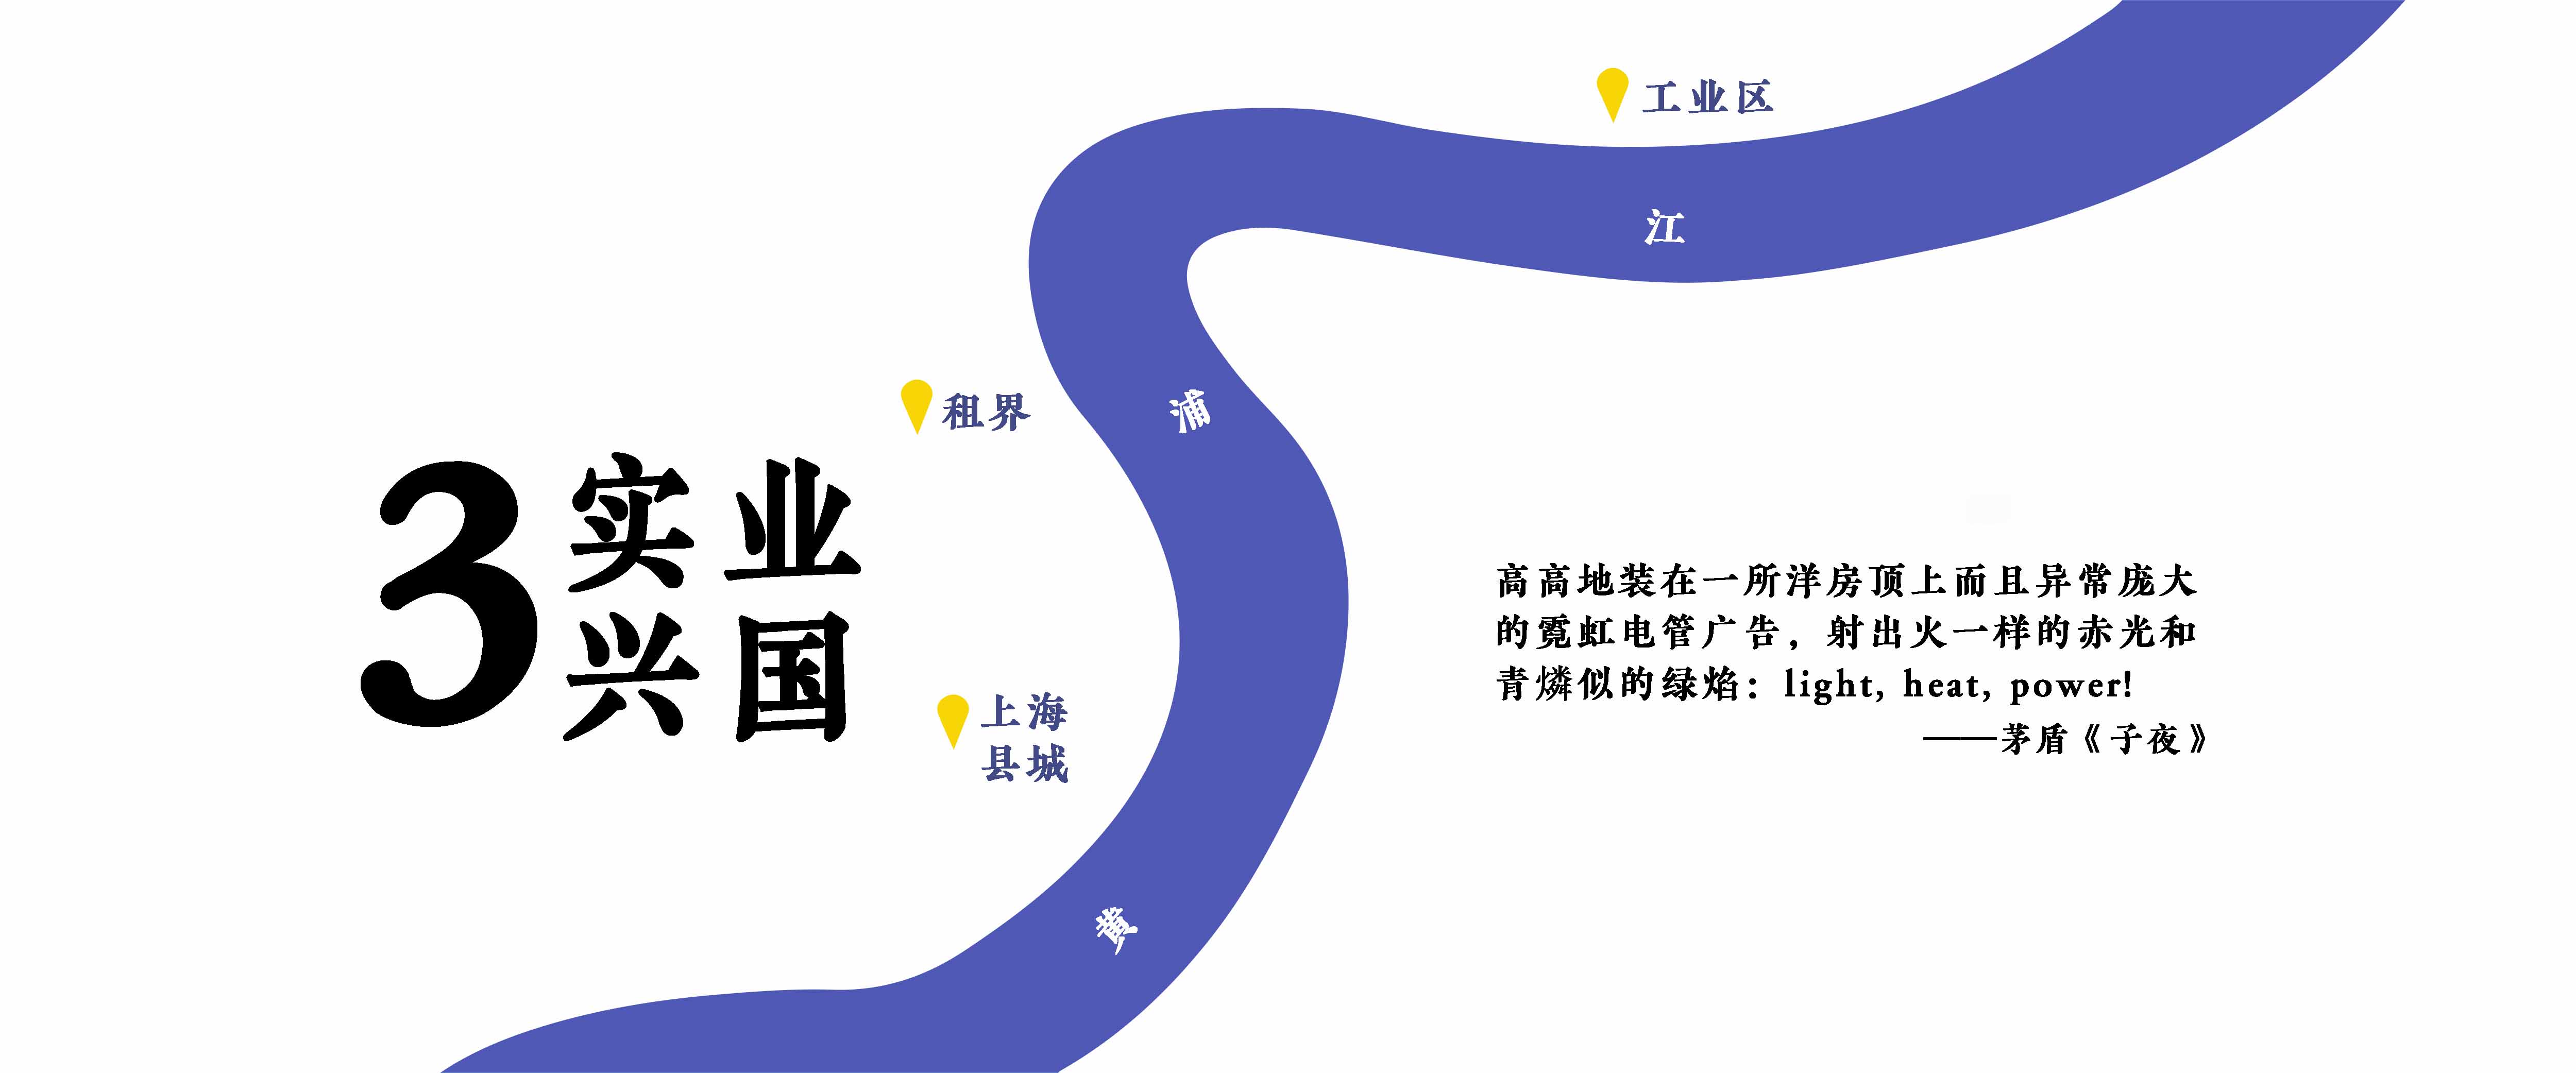 工业区
江
租界
浦
3
实业
兴国
高高地装在一所洋房顶上而且异常庞大
的霓虹电管广告，射出火一样的赤光和
青燐似的绿焰：light, heat, power!
——茅盾《子夜》
上海
县城
黄